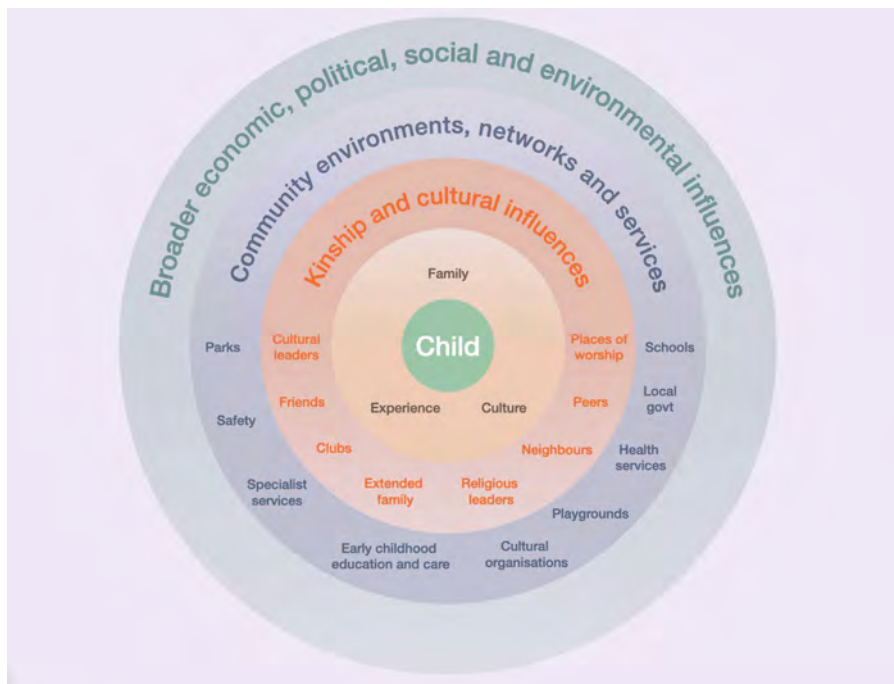 Broader economic, political, social and environmental influences
Community environments, networks and services
Kinship and cultural influences
Family
Child
Experience
Culture
Cultural
leaders
Friends
Clubs
Extended
family
Religious
leaders
Neighbours
Peers
Places of
worship
Parks
Safety
Specialist
services
Early childhood
education and care
Cultural
organisations
Playgrounds
Health
services
Local
govt
Schools